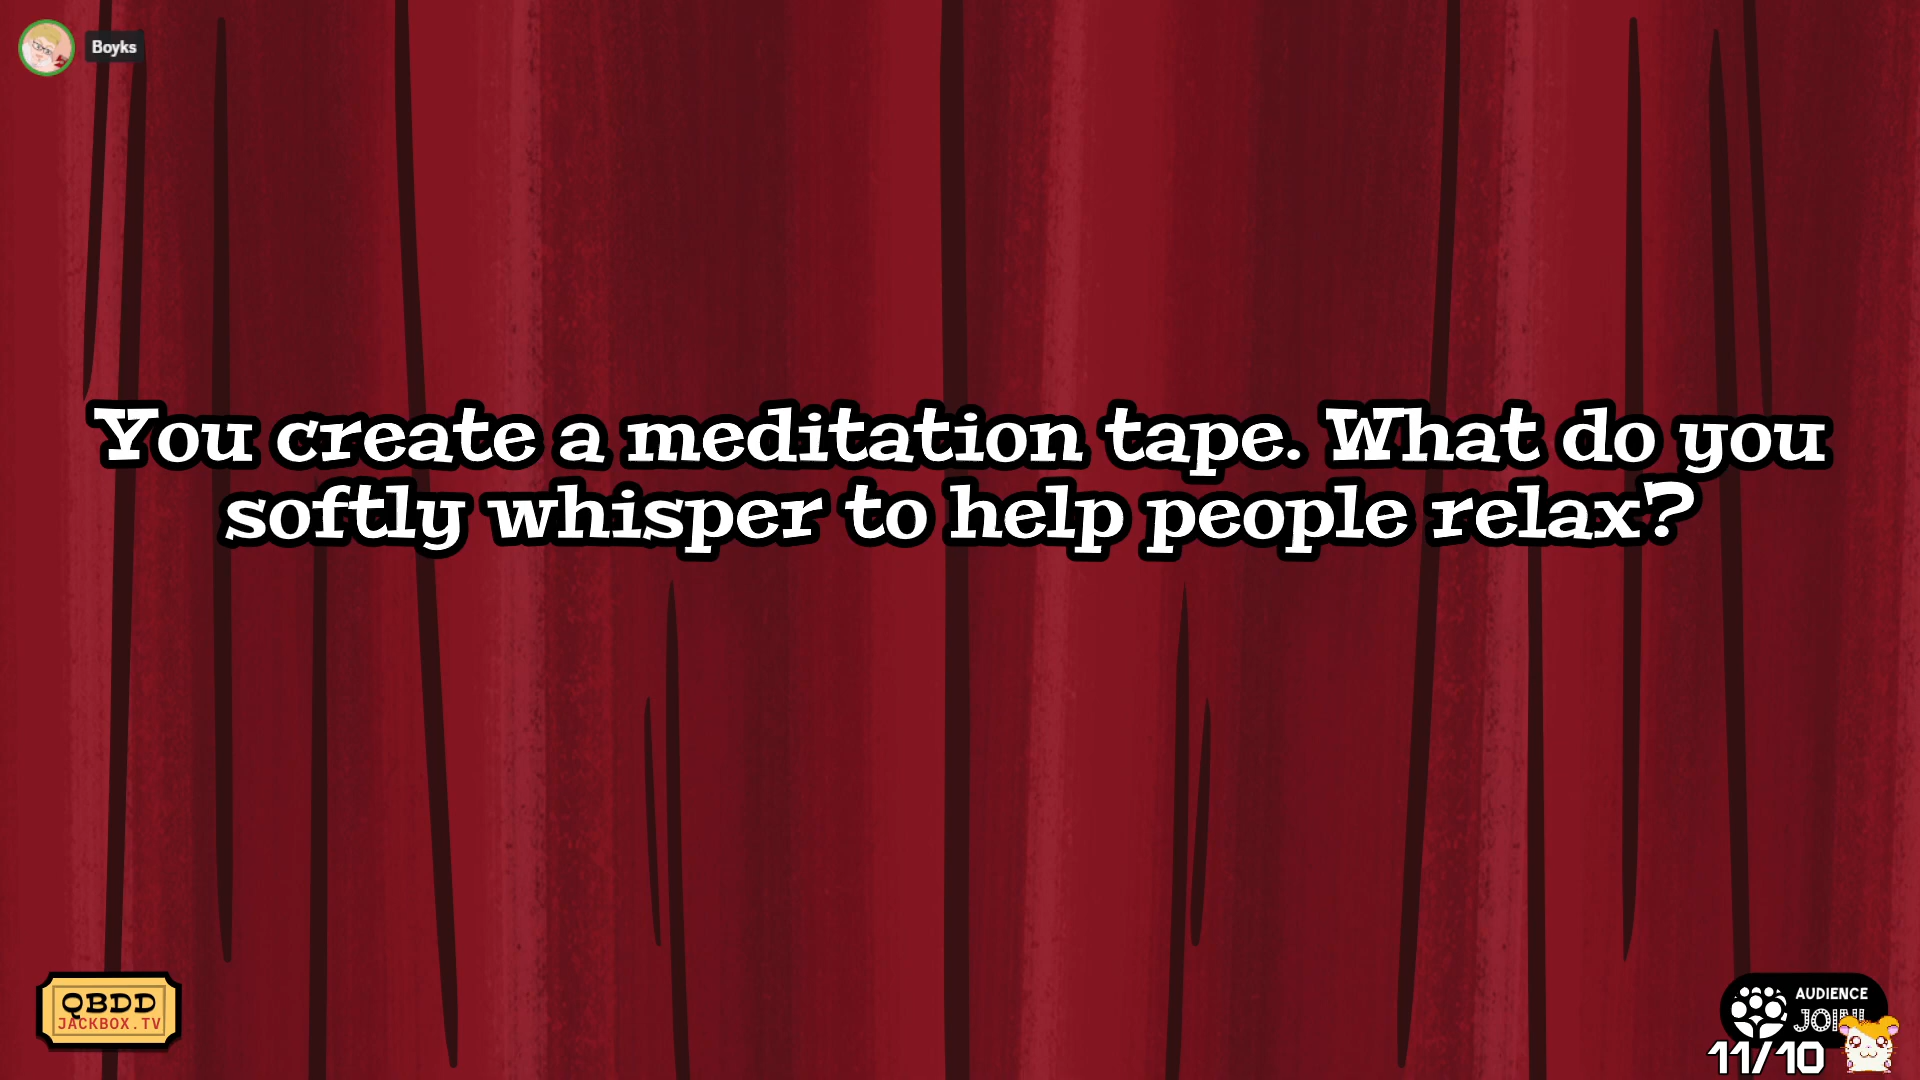 Boyks
You create a meditation tape. What do you
softly whisper to help people relax?
QBDD
JACKBOX.TV
AUDIENCE
JOIN!
11/10